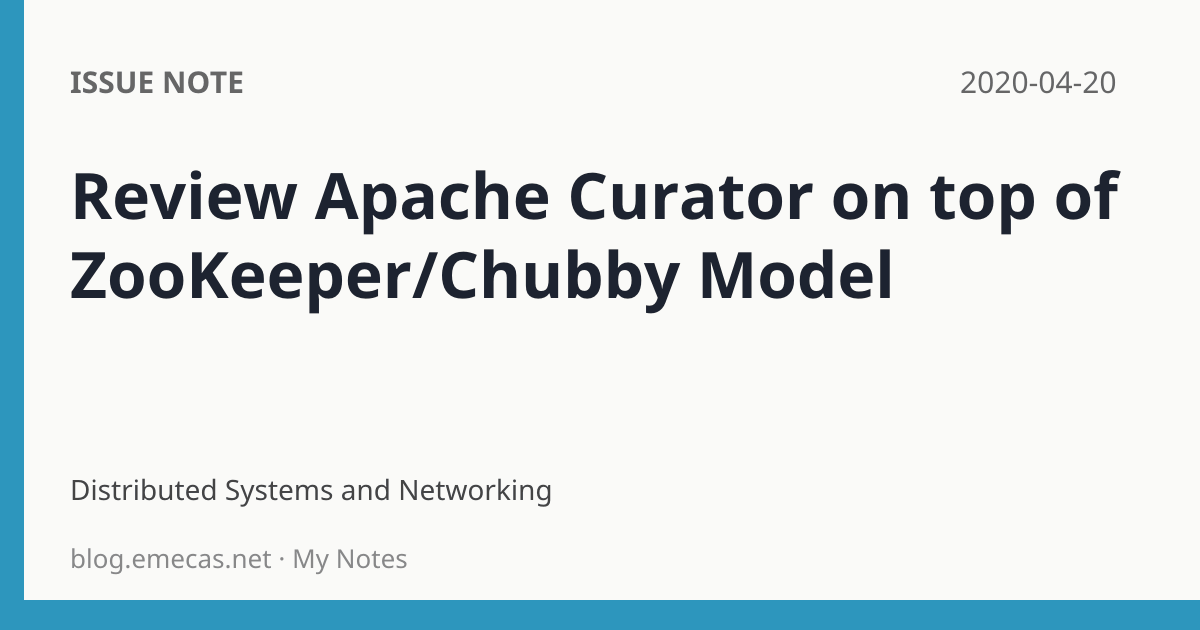 ISSUE NOTE
2020-04-20
Review Apache Curator on top of
ZooKeeper/Chubby Model
Distributed Systems and Networking
blog.emecas.net · My Notes